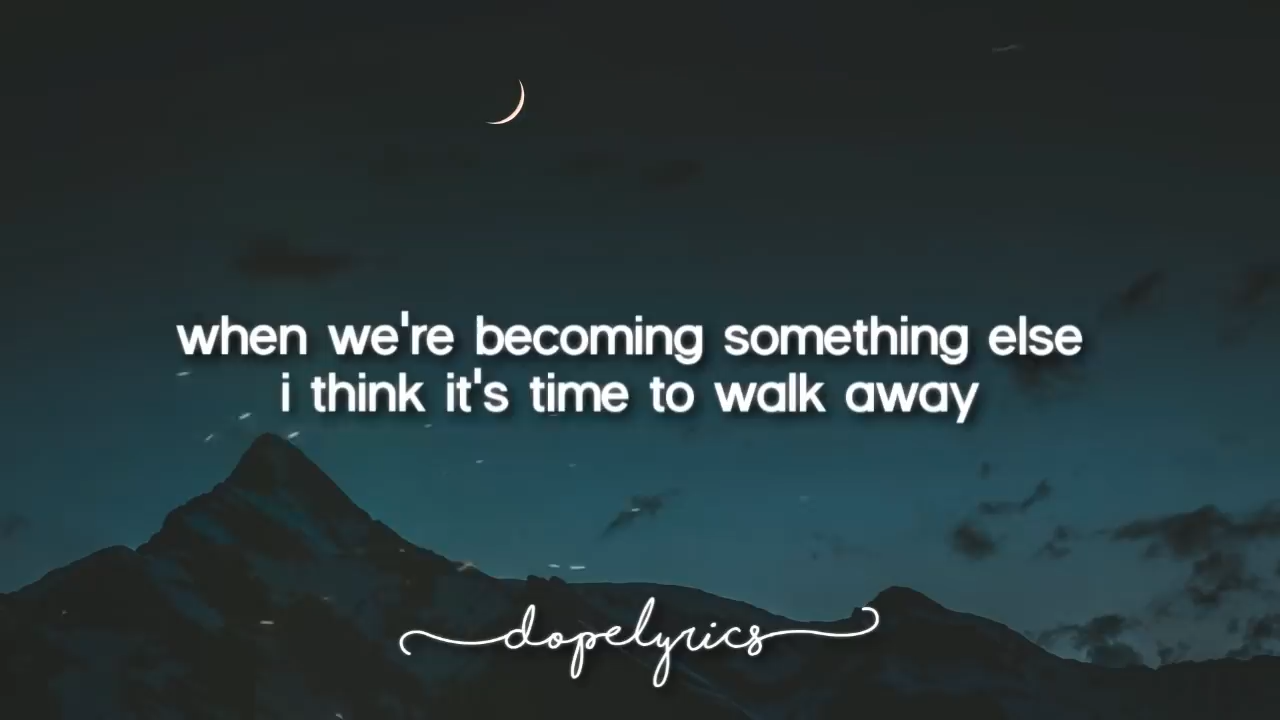 when we're becoming something else
i think it's time to walk away
dopelyrics